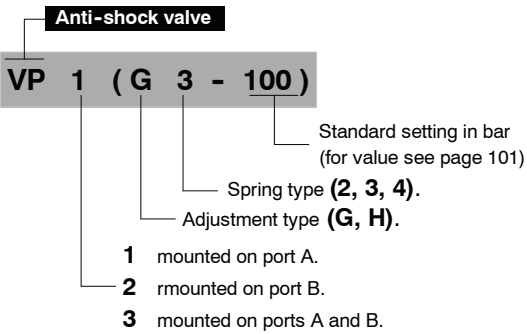 Anti-shock valve
VP 1 ( G 3 - 100 )
Standard setting in bar
(for value see page 101)
Spring type (2, 3, 4).
Adjustment type (G, H).
1 mounted on port A.
2 rmounted on port B.
3 mounted on ports A and B.